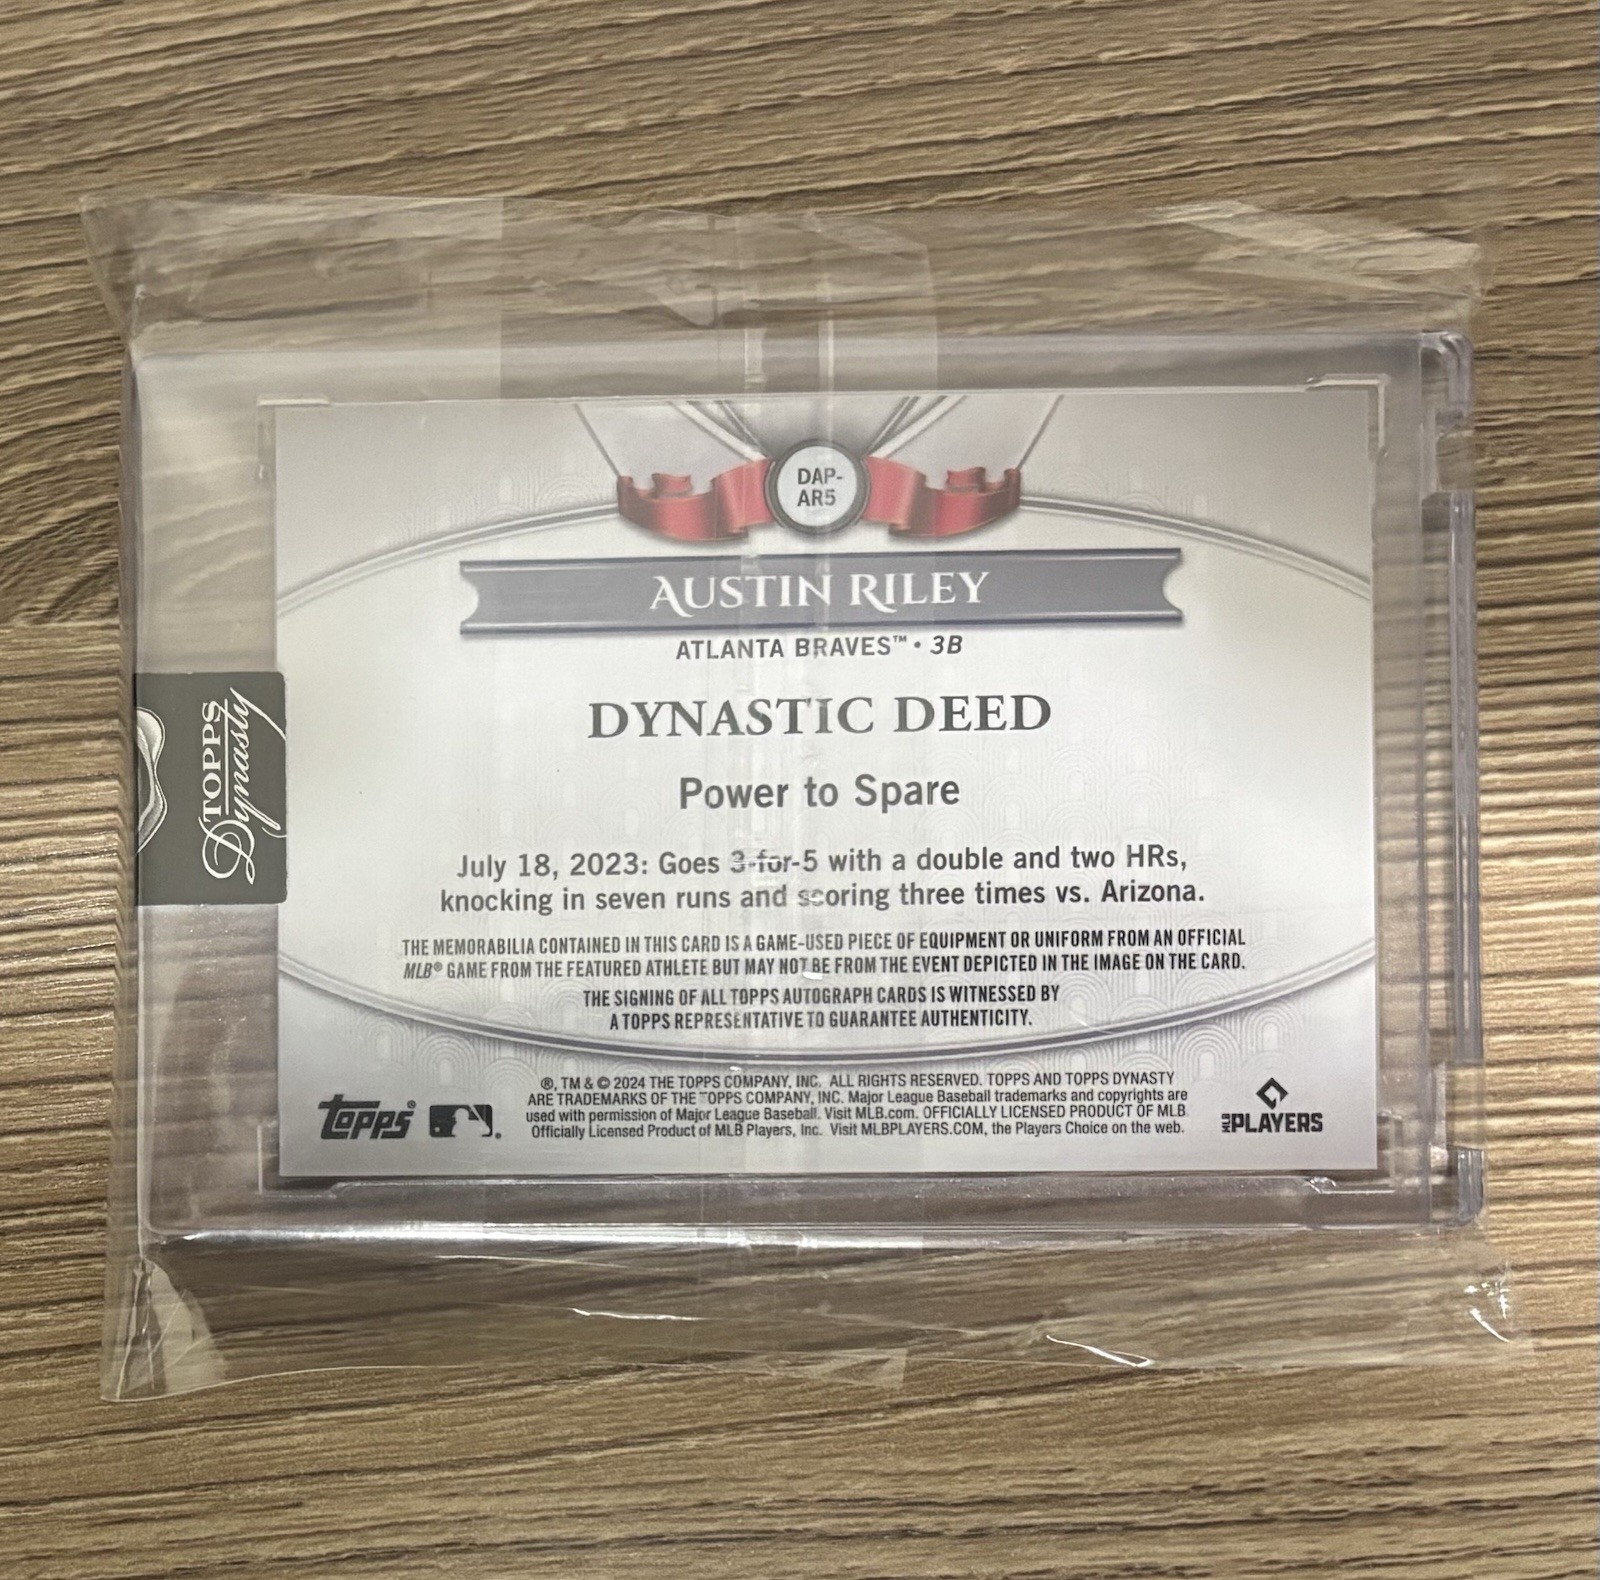 DAP-
AR5
AUSTIN RILEY
ATLANTA BRAVES™ • 3B
DYNASTIC DEED
Power to Spare
July 18, 2023: Goes 3-for-5 with a double and two HRs,
knocking in seven runs and scoring three times vs. Arizona.
THE MEMORABILIA CONTAINED IN THIS CARD IS A GAME-USED PIECE OF EQUIPMENT OR UNIFORM FROM AN OFFICIAL
MLB® GAME FROM THE FEATURED ATHLETE BUT MAY NOT BE FROM THE EVENT DEPICTED IN THE IMAGE ON THE CARD.
THE SIGNING OF ALL TOPPS AUTOGRAPH CARDS IS WITNESSED BY
A TOPPS REPRESENTATIVE TO GUARANTEE AUTHENTICITY.
®, TM & © 2024 THE TOPPS COMPANY, INC. ALL RIGHTS RESERVED. TOPPS AND TOPPS DYNASTY
ARE TRADEMARKS OF THE TOPPS COMPANY, INC. Major League Baseball trademarks and copyrights are
used with permission of Major League Baseball. Visit MLB.com. OFFICIALLY LICENSED PRODUCT OF MLB
Officially Licensed Product of MLB Players, Inc. Visit MLBPLAYERS.COM, the Players Choice on the web.
topps®
MLB PLAYERS
TOPPS
Dynasty